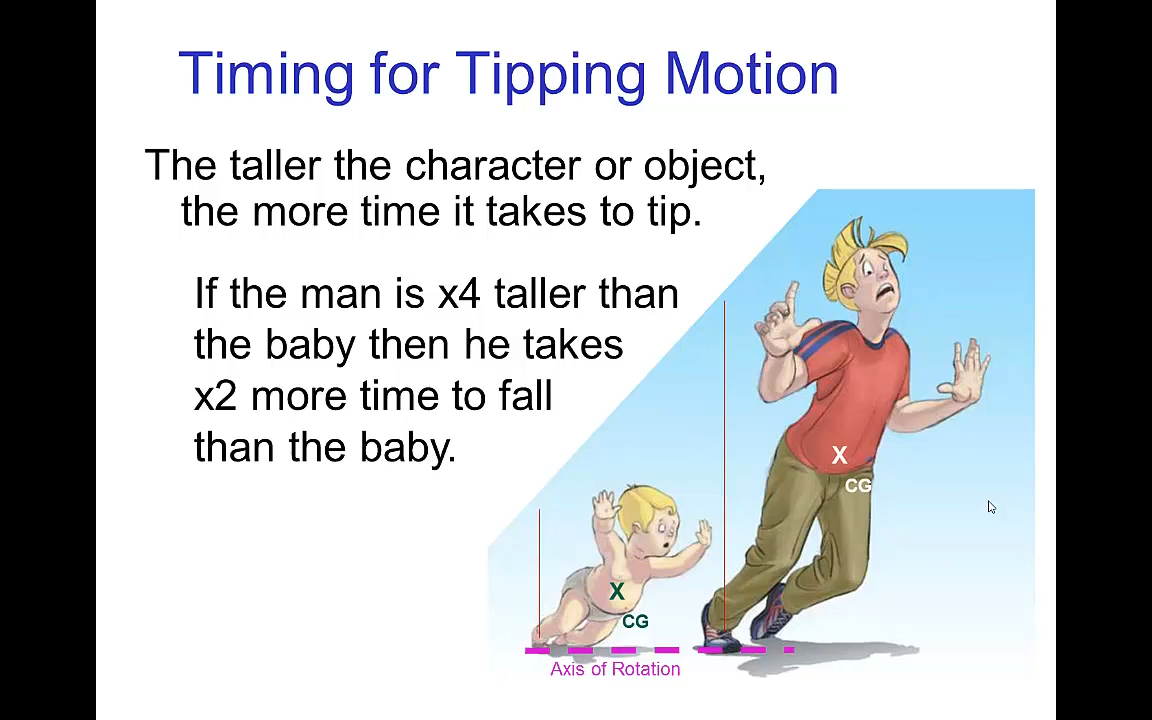 Timing for Tipping Motion
The taller the character or object,
the more time it takes to tip.
If the man is x4 taller than
the baby then he takes
x2 more time to fall
than the baby.
X
CG
X
CG
Axis of Rotation